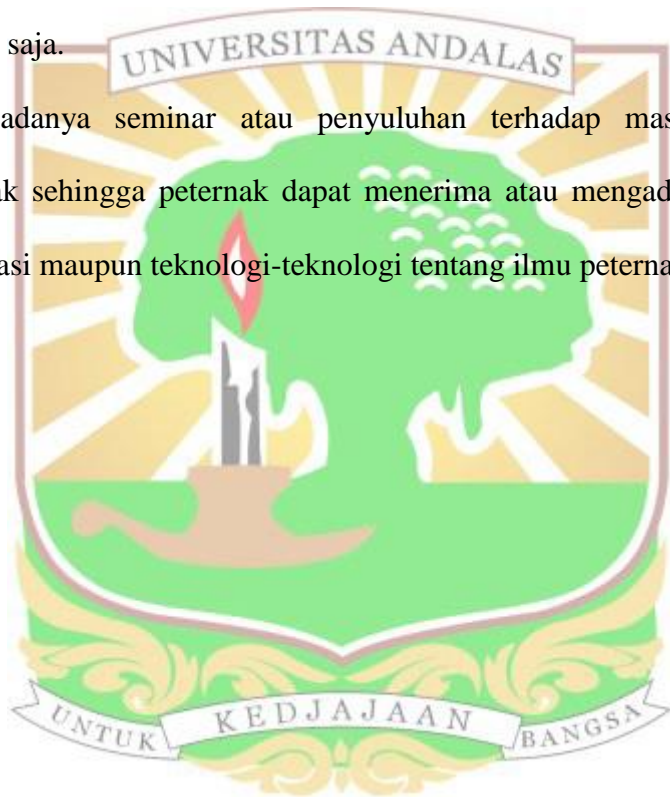 saja.
UNIVERSITAS ANDALAS
adanya seminar atau penyuluhan terhadap mas
ak sehingga peternak dapat menerima atau mengad
asi maupun teknologi-teknologi tentang ilmu peterna
UNTUK KEDJAJAAN BANGSA